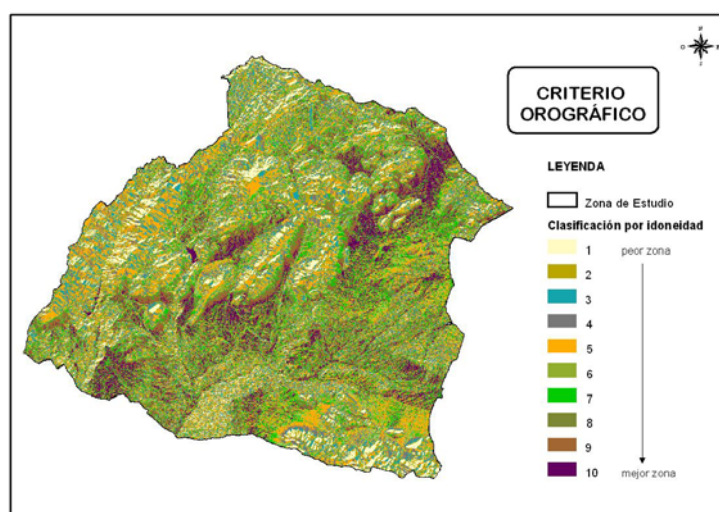 CRITERIO
OROGRÁFICO
LEYENDA
Zona de Estudio
Clasificación por idoneidad
1 peor zona
2
3
4
5
6
7
8
9
10 mejor zona